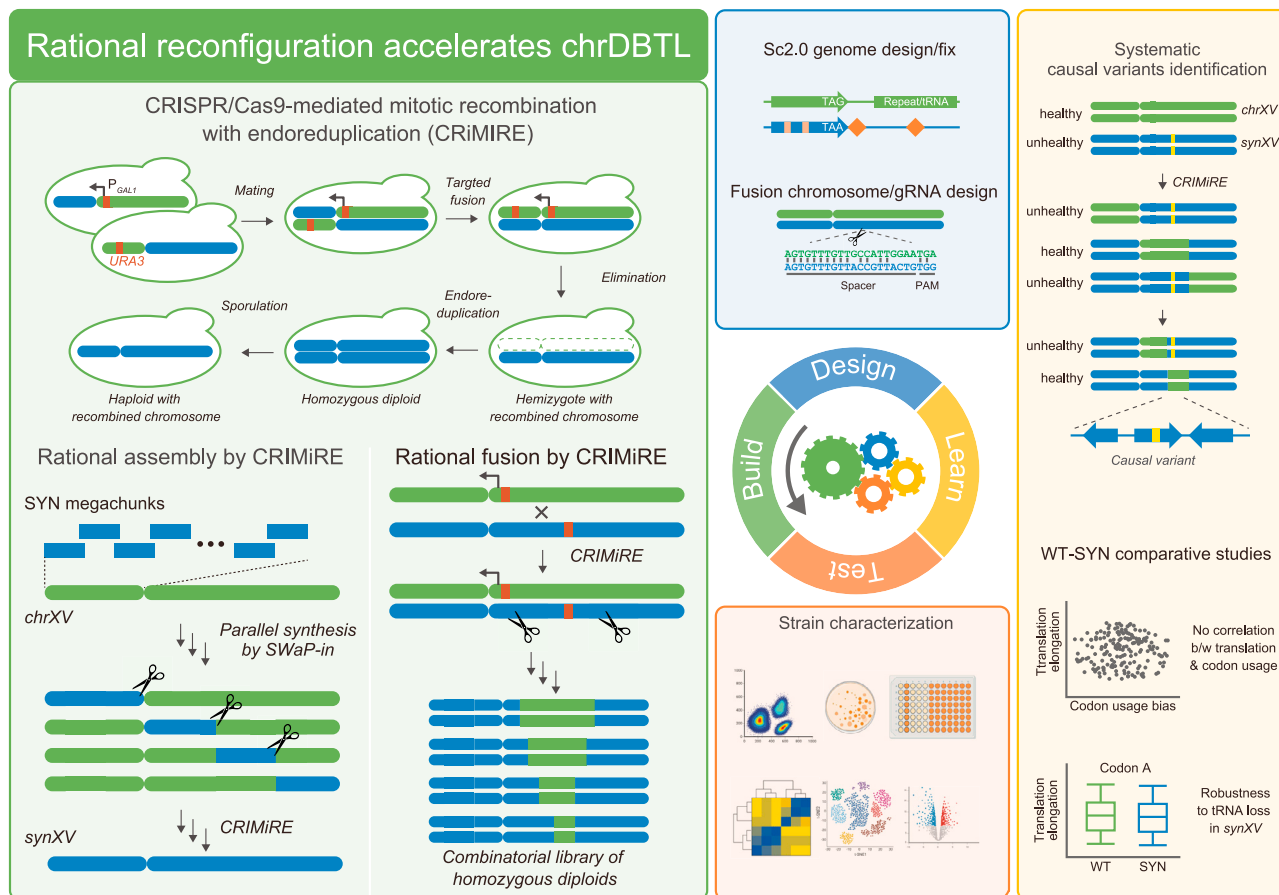 Rational reconfiguration accelerates chrDBTL
CRISPR/Cas9-mediated mitotic recombination
with endoreduplication (CRiMIRE)
P GAL1
URA3
Mating
Targted
fusion
Elimination
Endore-
duplication
Sporulation
Haploid with
recombined chromosome
Homozygous diploid
Hemizygote with
recombined chromosome
Rational assembly by CRIMiRE
SYN megachunks
chrXV
Parallel synthesis
by SWaP-in
CRIMiRE
synXV
Rational fusion by CRIMiRE
CRIMiRE
Combinatorial library of
homozygous diploids
Sc2.0 genome design/fix
TAG
Repeat/tRNA
TAA
Fusion chromosome/gRNA design
AGTGTTTGTTGCCATTGGAATGA
AGTGTTTGTTACCGTTACTGTGG
Spacer
PAM
Design
Build
Learn
Test
Strain characterization
Systematic
causal variants identification
healthy
chrXV
unhealthy
synXV
CRIMiRE
unhealthy
healthy
unhealthy
unhealthy
healthy
Causal variant
WT-SYN comparative studies
Ttranslation
elongation
Codon usage bias
No correlation
b/w translation
& codon usage
Translation
elongation
Codon A
WT
SYN
Robustness
to tRNA loss
in synXV